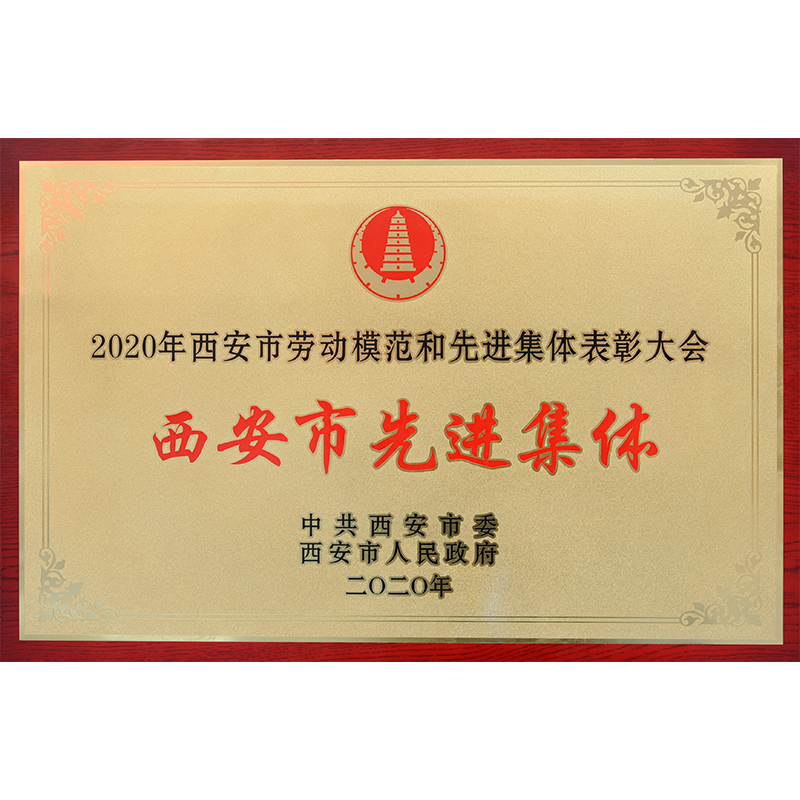 2020年西安市劳动模范和先进集体表彰大会
西安市先进集体
中共西安市委
西安市人民政府
二〇二〇年